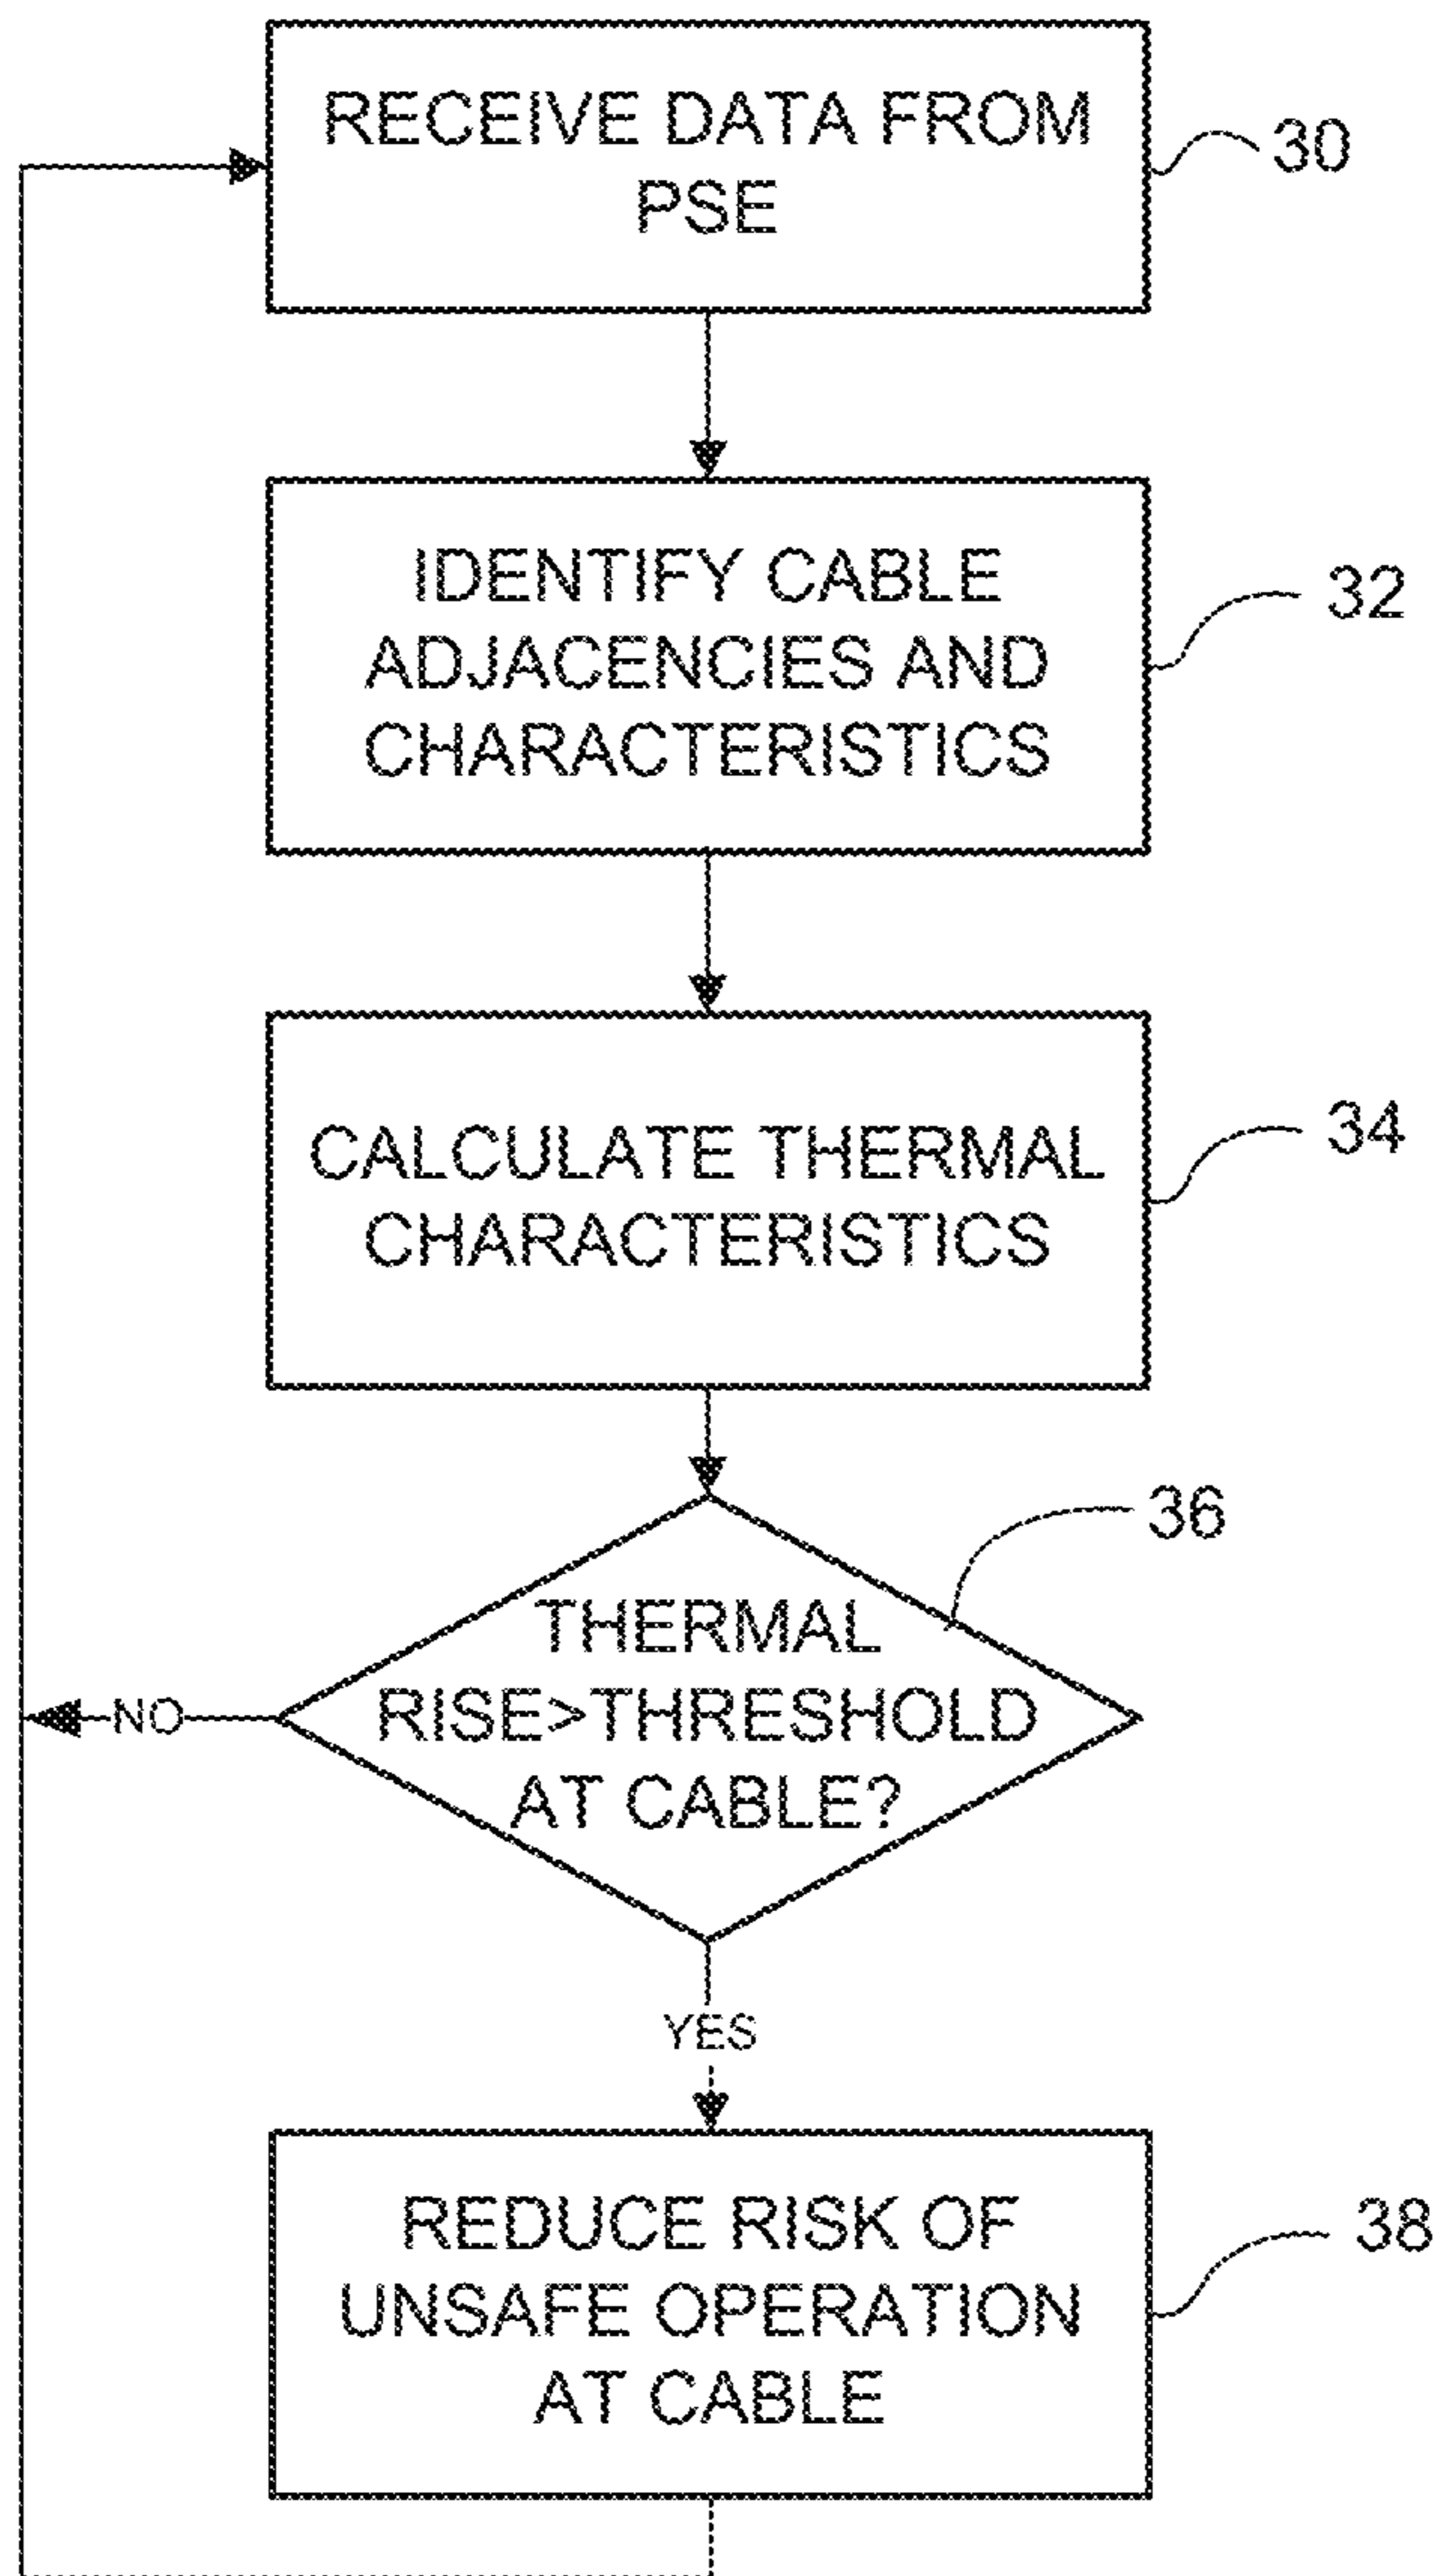 RECEIVE DATA FROM
PSE
30
IDENTIFY CABLE
ADJACENCIES AND
CHARACTERISTICS
32
CALCULATE THERMAL
CHARACTERISTICS
34
36
THERMAL
RISE>THRESHOLD
AT CABLE?
NO
YES
REDUCE RISK OF
UNSAFE OPERATION
AT CABLE
38